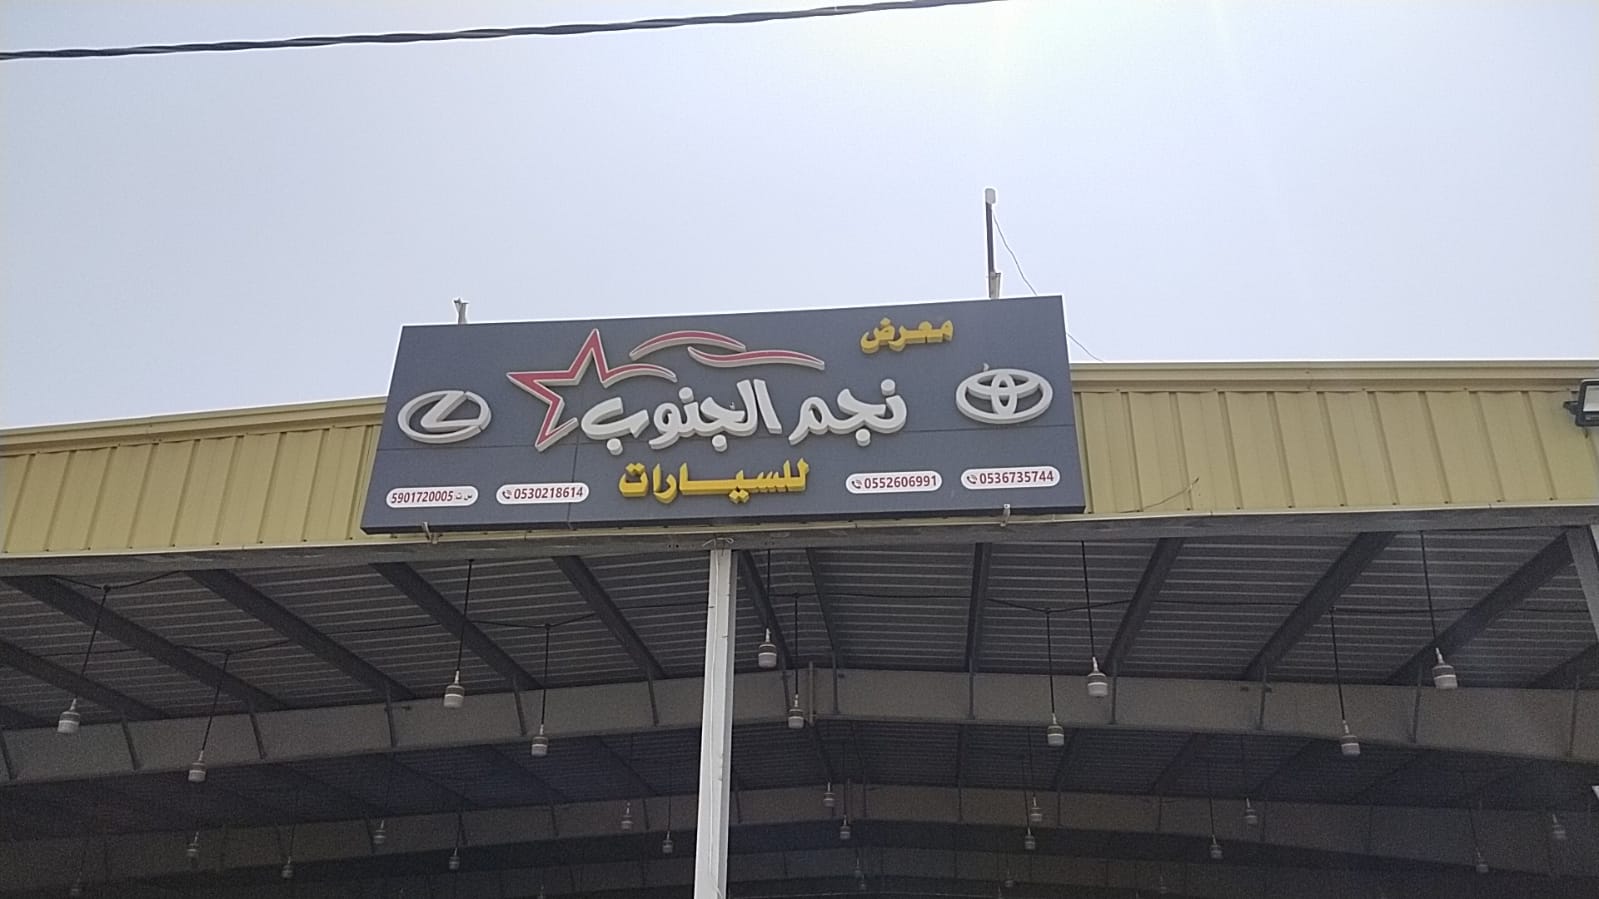 معرض
نجم الجنوب
للسيارات
0536735744
0552606991
0530218614
س ت 5901720005